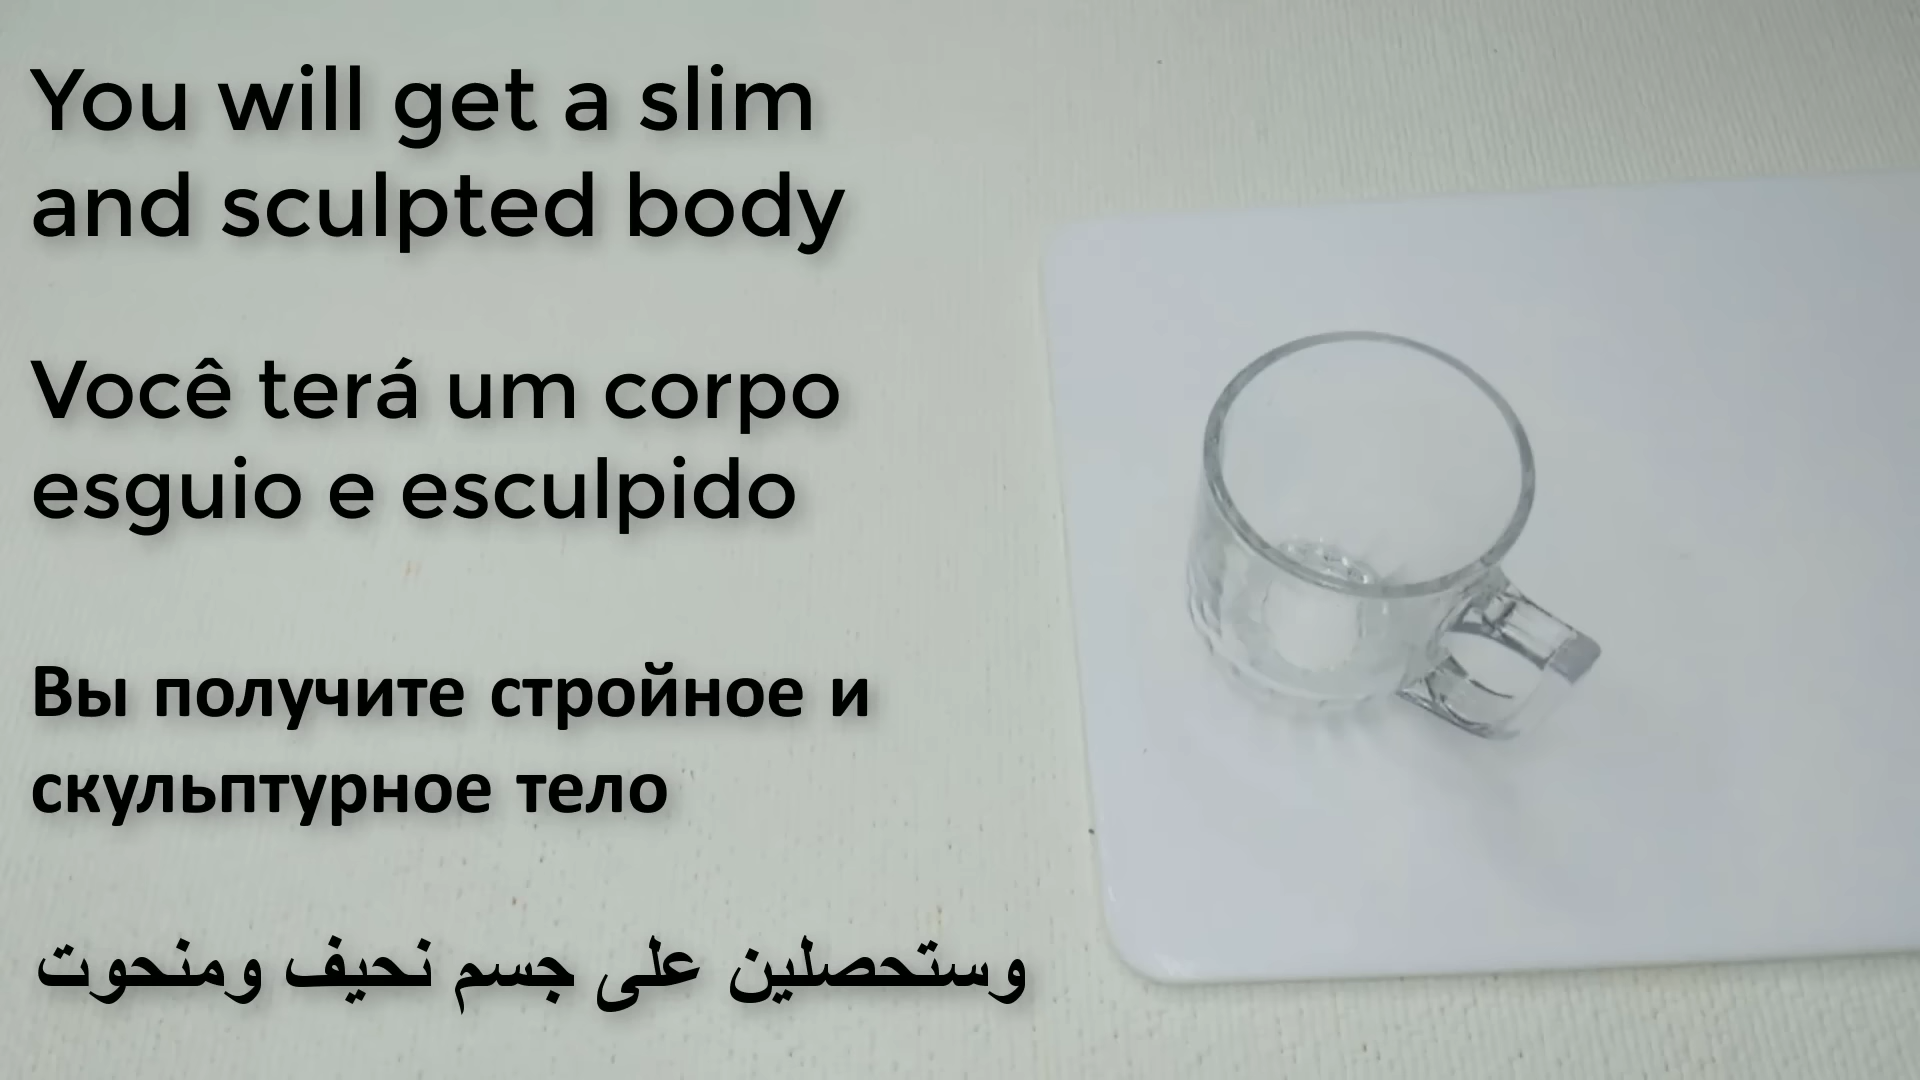 You will get a slim
and sculpted body
Você terá um corpo
esguio e esculpido
Вы получите стройное и
скульптурное тело
وستحصلين على جسم نحيف ومنحوت